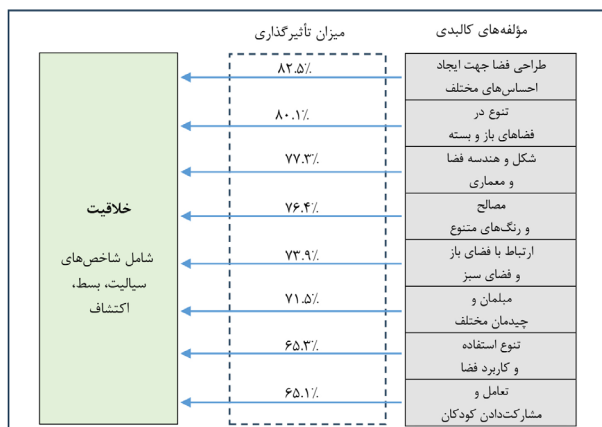 مؤلفه‌های کالبدی
میزان تأثیرگذاری
طراحی فضا جهت ایجاد
احساس‌های مختلف
۸۲.۵٪
تنوع در
فضاهای باز و بسته
۸۰.۱٪
شکل و هندسه فضا
و معماری
۷۷.۳٪
مصالح
و رنگ‌های متنوع
۷۶.۴٪
ارتباط با فضای باز
و فضای سبز
۷۳.۹٪
مبلمان و
چیدمان مختلف
۷۱.۵٪
تنوع استفاده
و کاربرد فضا
۶۵.۳٪
تعامل و
مشارکت‌دادن کودکان
۶۵.۱٪
خلاقیت
شامل شاخص‌های
سیالیت، بسط،
اکتشاف